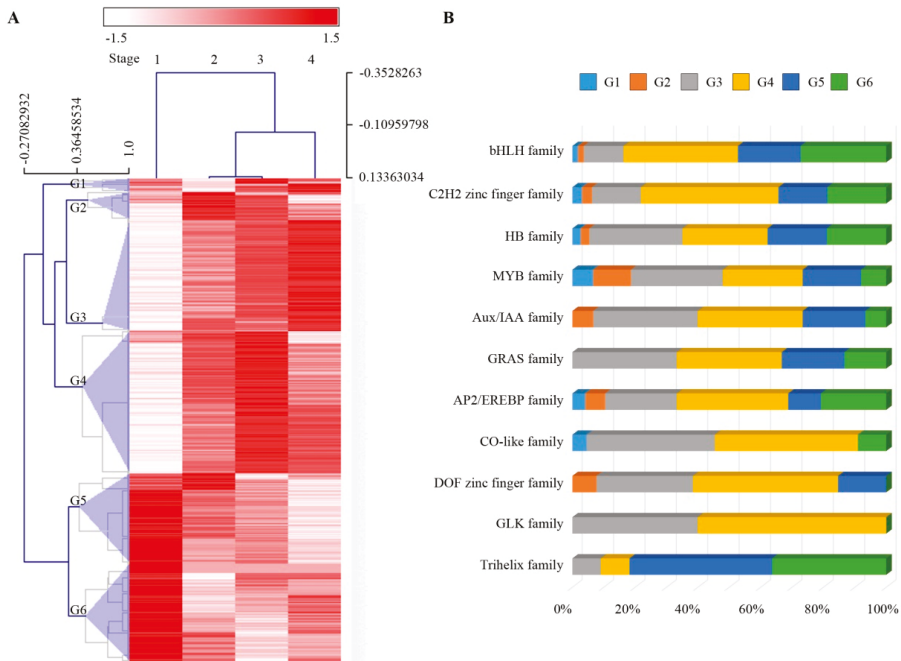 A
-1.5 1.5
Stage 1 2 3 4
-0.3528263
-0.10959798
0.13363034
-0.27082932
0.36458534
1.0
G1
G2
G3
G4
G5
G6
B
G1 G2 G3 G4 G5 G6
bHLH family
C2H2 zinc finger family
HB family
MYB family
Aux/IAA family
GRAS family
AP2/EREBP family
CO-like family
DOF zinc finger family
GLK family
Trihelix family
0% 20% 40% 60% 80% 100%